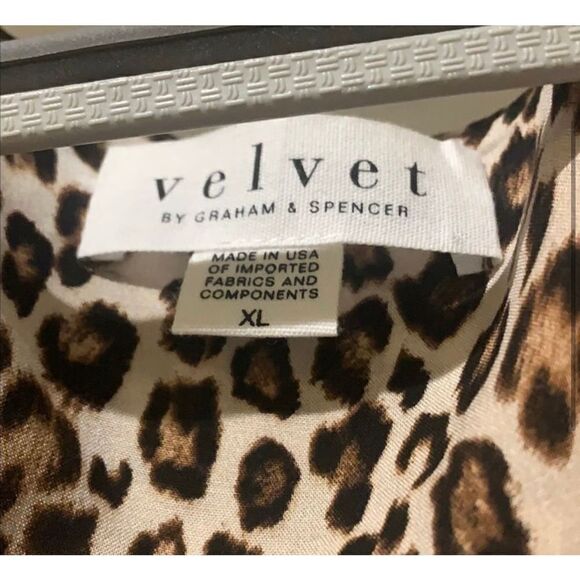 velvet
BY GRAHAM & SPENCER
MADE IN USA
OF IMPORTED
FABRICS AND
COMPONENTS
XL